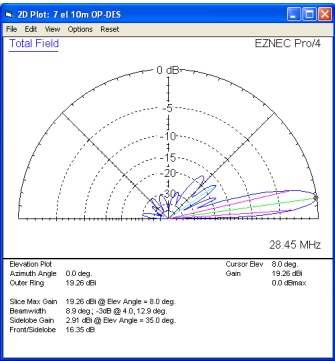 2D Plot: 7 el 10m OP-DES
File Edit View Options Reset
Total Field
EZNEC Pro/4
0 dB
-5
-10
-15
-20
-30
28.45 MHz
Elevation Plot
Cursor Elev 8.0 deg.
Azimuth Angle 0.0 deg.
Gain 19.26 dBi
Outer Ring 19.26 dBi
0.0 dBmax
Slice Max Gain 19.26 dBi @ Elev Angle = 8.0 deg.
Beamwidth 8.9 deg.; -3dB @ 4.0, 12.9 deg.
Sidelobe Gain 2.91 dBi @ Elev Angle = 35.0 deg.
Front/Sidelobe 16.35 dB